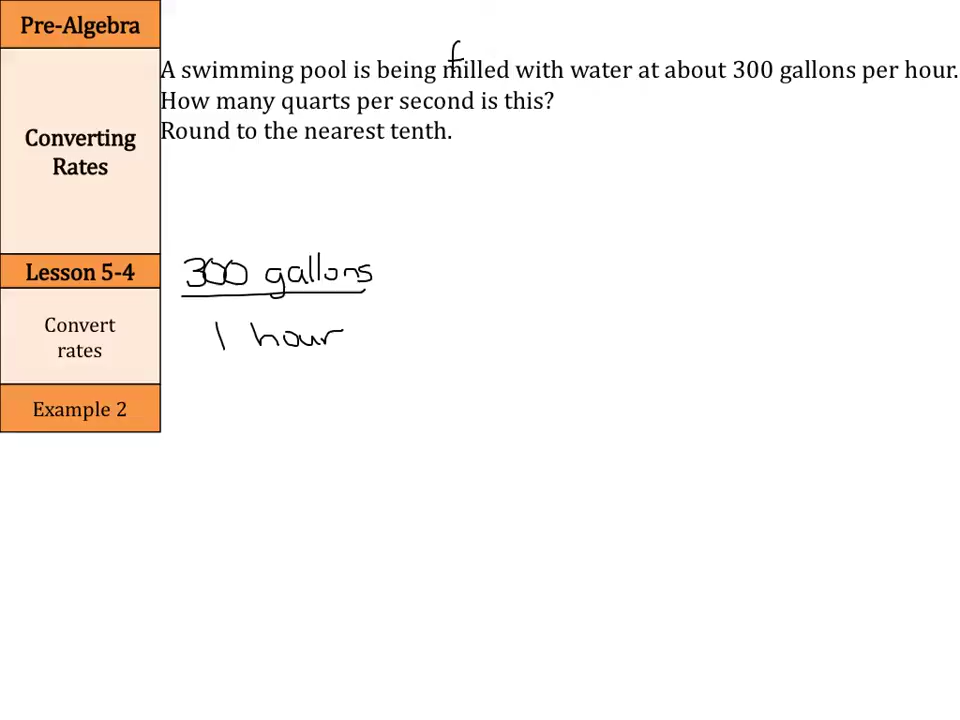 Pre-Algebra
Converting
Rates
Lesson 5-4
Convert
rates
Example 2
f
A swimming pool is being milled with water at about 300 gallons per hour.
How many quarts per second is this?
Round to the nearest tenth.
300 gallons
1 hour